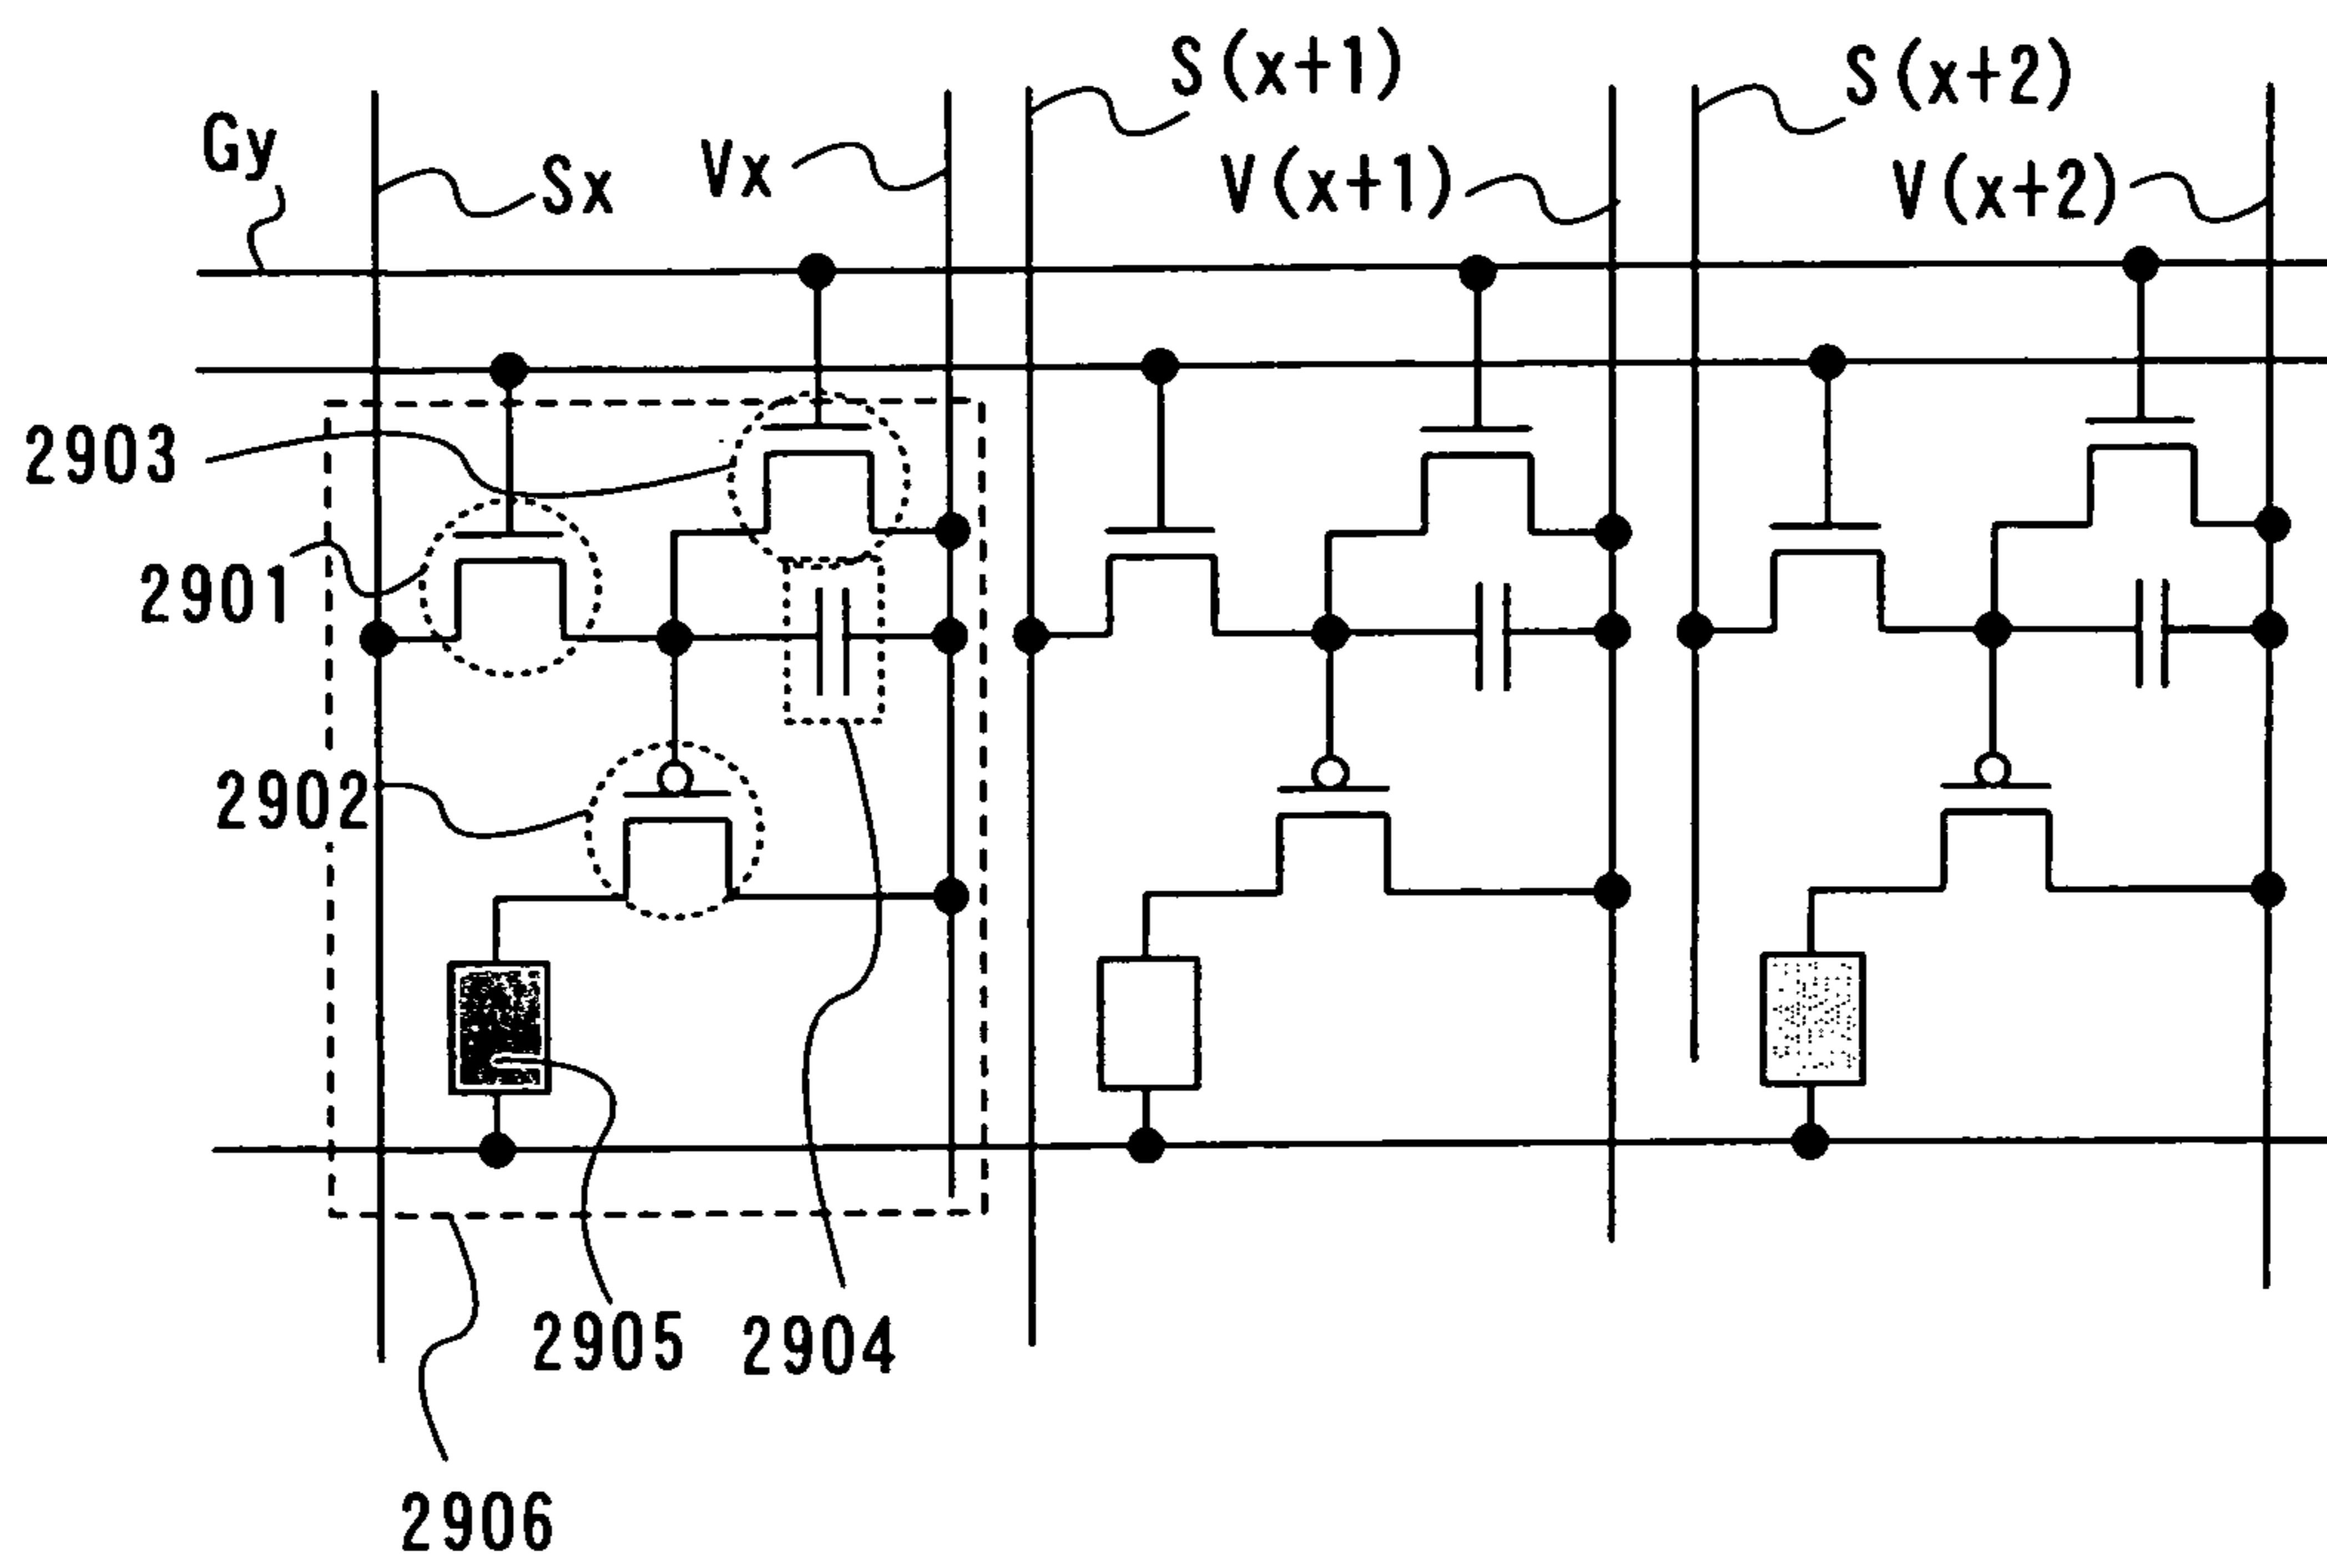 S(x+1)
S(x+2)
Gy
Sx
Vx
V(x+1)
V(x+2)
2903
2901
2902
2905
2904
2906